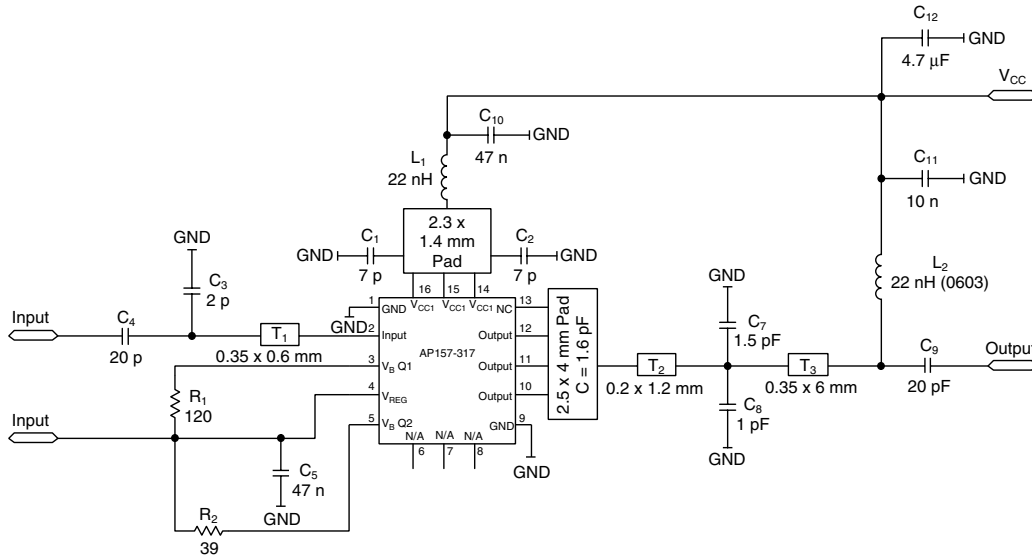 C12
GND
4.7 μF
VCC
C10
GND
47 n
L1
22 nH
C11
GND
10 n
2.3 x
1.4 mm
Pad
GND
C1
7 p
C2
7 p
GND
GND
C3
2 p
L2
22 nH (0603)
16 15 14
VCC1 VCC1 VCC1
1
GND
GND
NC
13
2.5 x 4 mm Pad
C = 1.6 pF
GND
C7
1.5 pF
Input
C4
20 p
T1
0.35 x 0.6 mm
2
Input
Output
12
AP157-317
3
VB Q1
Output
11
T2
0.2 x 1.2 mm
T3
0.35 x 6 mm
C9
20 pF
Output
R1
120
4
VREG
Output
10
C8
1 pF
GND
Input
5
VB Q2
GND
9
GND
N/A N/A N/A
6 7 8
C5
47 n
GND
R2
39